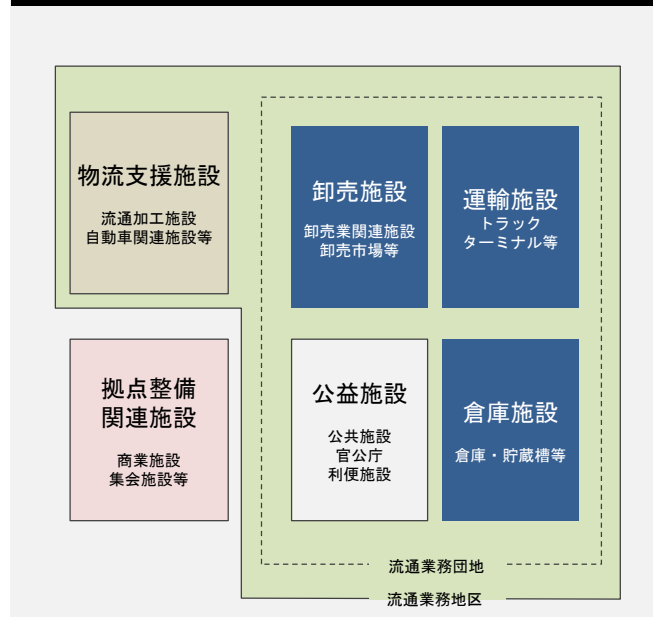 物流支援施設
流通加工施設
自動車関連施設等
卸売施設
卸売業関連施設
卸売市場等
運輸施設
トラック
ターミナル等
拠点整備
関連施設
商業施設
集会施設等
公益施設
公共施設
官公庁
利便施設
倉庫施設
倉庫・貯蔵槽等
流通業務団地
流通業務地区